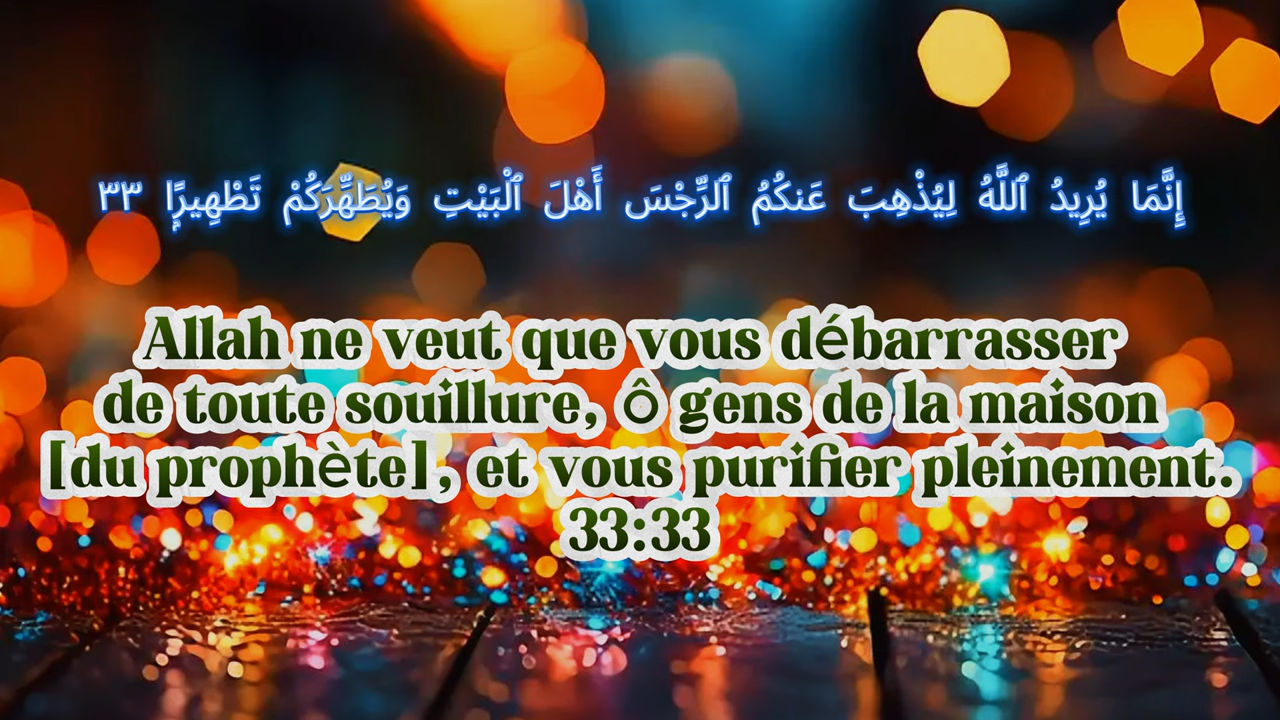 إِنَّمَا يُرِيدُ ٱللَّهُ لِيُذْهِبَ عَنكُمُ ٱلرِّجْسَ أَهْلَ ٱلْبَيْتِ وَيُطَهِّرَكُمْ تَطْهِيرًۭا ٣٣
Allah ne veut que vous débarrasser
de toute souillure, ô gens de la maison
[du prophète], et vous purifier pleinement.
33:33